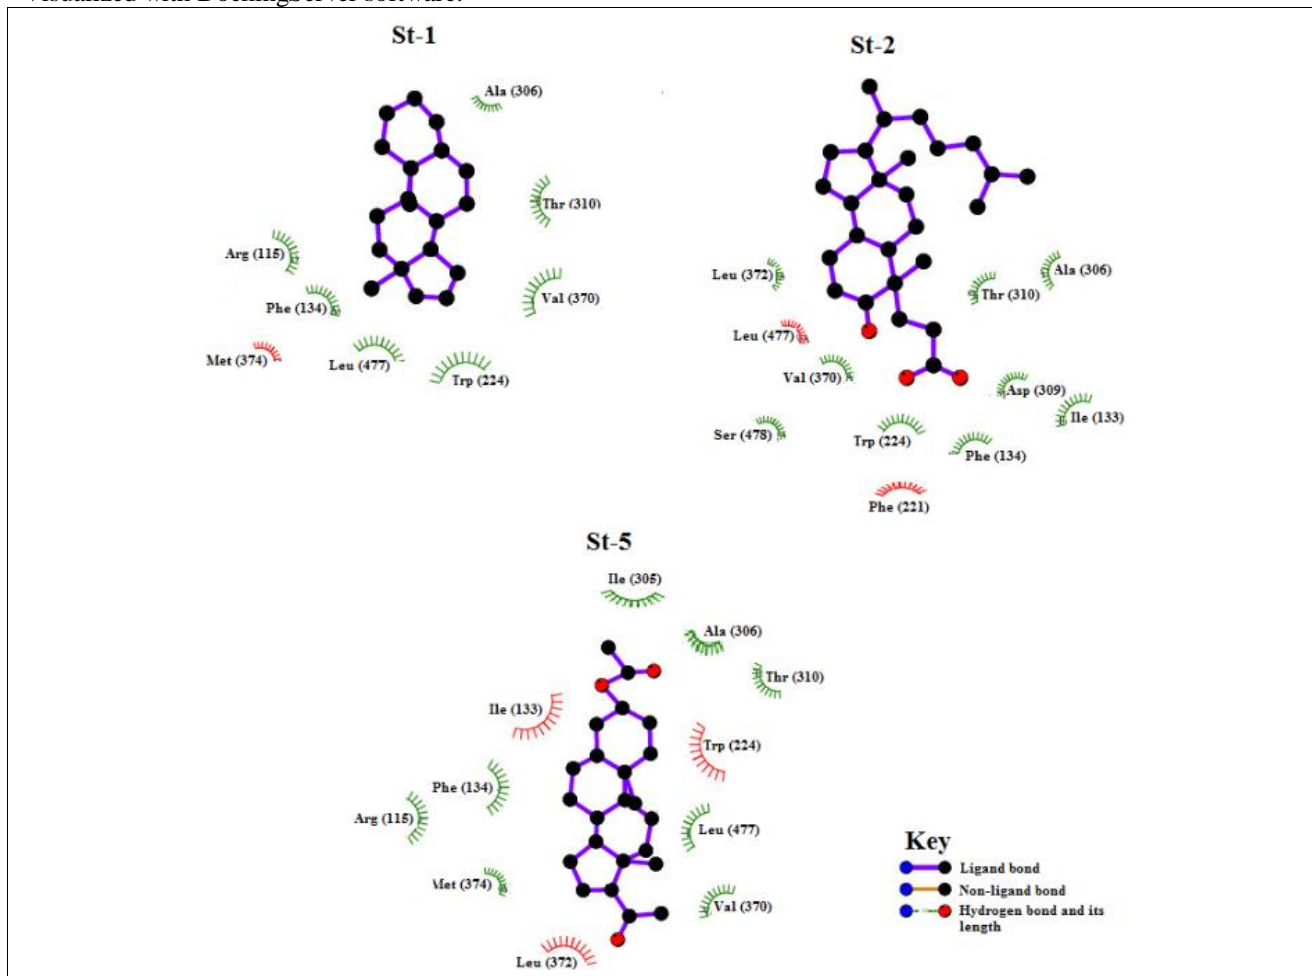 visualized with DockingServer software.
St-1
Ala (306)
Thr (310)
Arg (115)
Phe (134)
Val (370)
Met (374)
Leu (477)
Trp (224)
St-2
Leu (372)
Ala (306)
Thr (310)
Leu (477)
Val (370)
Asp (309)
Ile (133)
Ser (478)
Trp (224)
Phe (134)
Phe (221)
St-5
Ile (305)
Ala (306)
Thr (310)
Ile (133)
Trp (224)
Phe (134)
Arg (115)
Leu (477)
Met (374)
Val (370)
Leu (372)
Key
Ligand bond
Non-ligand bond
Hydrogen bond and its
length